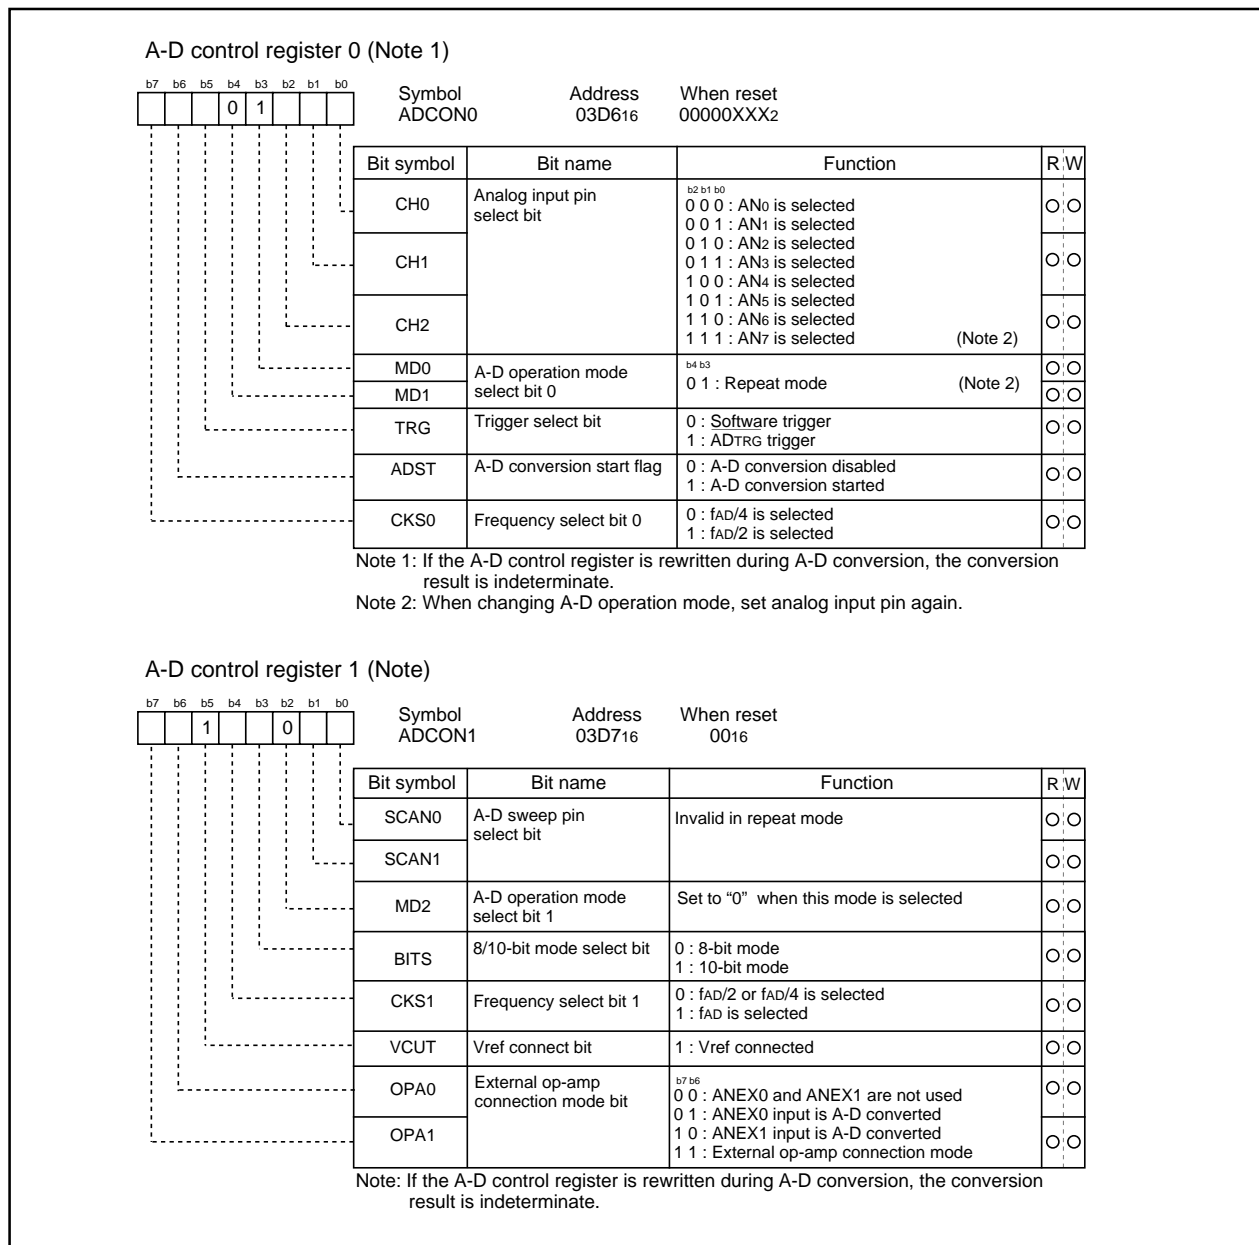 A-D control register 0 (Note 1)
b7 b6 b5 b4 b3 b2 b1 b0
0 1
Symbol Address When reset
ADCON0 03D616 00000XXX2
Bit symbol Bit name Function R W
CH0 Analog input pin select bit
b2 b1 b0
0 0 0 : AN0 is selected
0 0 1 : AN1 is selected
0 1 0 : AN2 is selected
CH1 0 1 1 : AN3 is selected
1 0 0 : AN4 is selected
1 0 1 : AN5 is selected
CH2 1 1 0 : AN6 is selected
1 1 1 : AN7 is selected (Note 2)
MD0 A-D operation mode
b4 b3
MD1 select bit 0 0 1 : Repeat mode (Note 2)
TRG Trigger select bit 0 : Software trigger
1 : ADTRG trigger
ADST A-D conversion start flag 0 : A-D conversion disabled
1 : A-D conversion started
CKS0 Frequency select bit 0 0 : fAD/4 is selected
1 : fAD/2 is selected
Note 1: If the A-D control register is rewritten during A-D conversion, the conversion
result is indeterminate.
Note 2: When changing A-D operation mode, set analog input pin again.
A-D control register 1 (Note)
b7 b6 b5 b4 b3 b2 b1 b0
1 0
Symbol Address When reset
ADCON1 03D716 0016
Bit symbol Bit name Function R W
SCAN0 A-D sweep pin Invalid in repeat mode
select bit
SCAN1
MD2 A-D operation mode Set to “0” when this mode is selected
select bit 1
BITS 8/10-bit mode select bit 0 : 8-bit mode
1 : 10-bit mode
CKS1 Frequency select bit 1 0 : fAD/2 or fAD/4 is selected
1 : fAD is selected
VCUT Vref connect bit 1 : Vref connected
OPA0 External op-amp
connection mode bit
b7 b6
0 0 : ANEX0 and ANEX1 are not used
0 1 : ANEX0 input is A-D converted
OPA1 1 0 : ANEX1 input is A-D converted
1 1 : External op-amp connection mode
Note: If the A-D control register is rewritten during A-D conversion, the conversion
result is indeterminate.